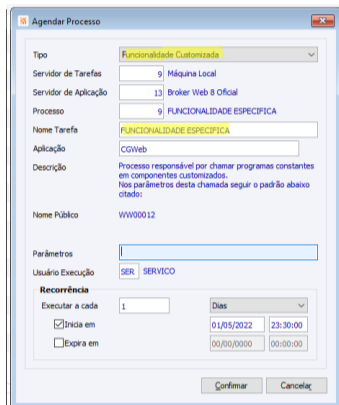 Agendar Processo
Tipo Funcionalidade Customizada
Servidor de Tarefas 9 Máquina Local
Servidor de Aplicação 13 Broker Web 8 Oficial
Processo 9 FUNCIONALIDADE ESPECIFICA
Nome Tarefa FUNCIONALIDADE ESPECIFICA
Aplicação CGWeb
Descrição Processo responsável por chamar programas constantes
em componentes customizados.
Nos parâmetros desta chamada seguir o padrão abaixo
citado:
Nome Público WW00012
Parâmetros
Usuário Execução SER SERVICO
Recorrência
Executar a cada 1 Dias
Inicia em 01/05/2022 23:30:00
Expira em 00/00/0000 00:00:00
Confirmar Cancelar